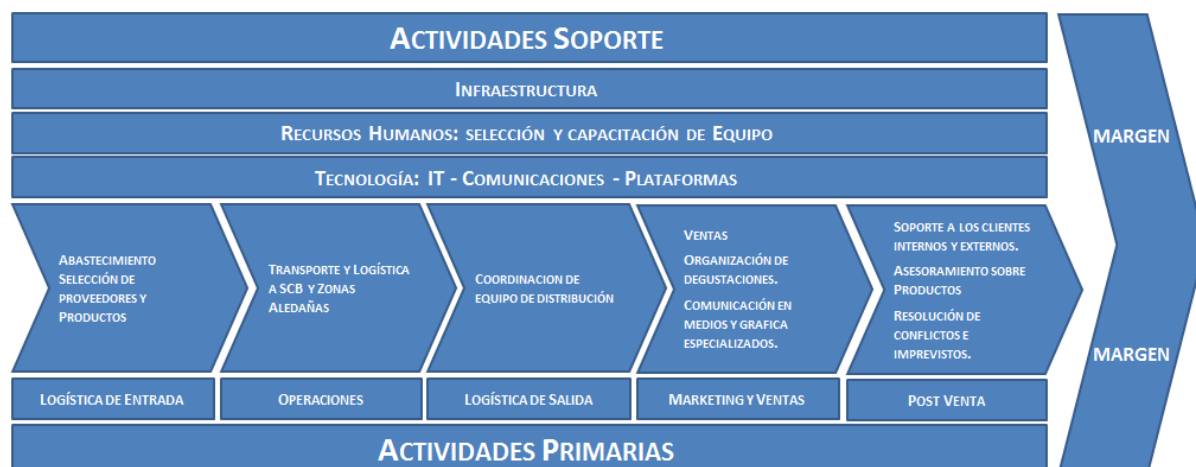 ACTIVIDADES SOPORTE
INFRAESTRUCTURA
RECURSOS HUMANOS: SELECCIÓN Y CAPACITACIÓN DE EQUIPO
TECNOLOGÍA: IT - COMUNICACIONES - PLATAFORMAS
MARGEN
ABASTECIMIENTO
SELECCIÓN DE
PROVEEDORES Y
PRODUCTOS
TRANSPORTE Y LOGÍSTICA
A SCB Y ZONAS
ALEDAÑAS
COORDINACION DE
EQUIPO DE DISTRIBUCIÓN
VENTAS
ORGANIZACIÓN DE
DEGUSTACIONES.
COMUNICACIÓN EN
MEDIOS Y GRAFICA
ESPECIALIZADOS.
SOPORTE A LOS CLIENTES
INTERNOS Y EXTERNOS.
ASESORAMIENTO SOBRE
PRODUCTOS
RESOLUCIÓN DE
CONFLICTOS E
IMPREVISTOS.
MARGEN
LOGÍSTICA DE ENTRADA
OPERACIONES
LOGÍSTICA DE SALIDA
MARKETING Y VENTAS
POST VENTA
ACTIVIDADES PRIMARIAS